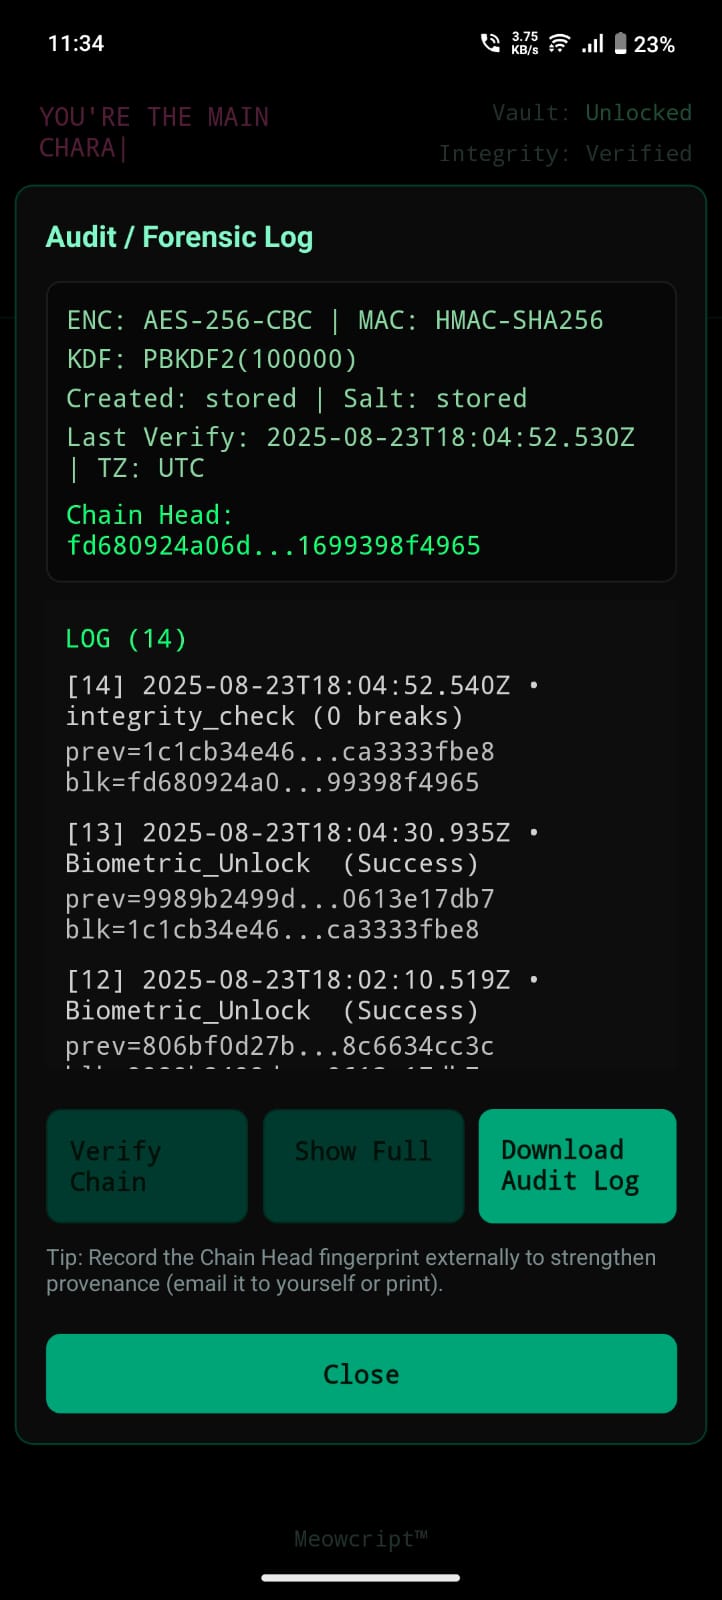 11:34
3.75
KB/s
23%
YOU'RE THE MAIN
CHARA|
Vault: Unlocked
Integrity: Verified
Audit / Forensic Log
ENC: AES-256-CBC | MAC: HMAC-SHA256
KDF: PBKDF2(100000)
Created: stored | Salt: stored
Last Verify: 2025-08-23T18:04:52.530Z
| TZ: UTC
Chain Head:
fd680924a06d...1699398f4965
LOG (14)
[14] 2025-08-23T18:04:52.540Z •
integrity_check (0 breaks)
prev=1c1cb34e46...ca3333fbe8
blk=fd680924a0...99398f4965
[13] 2025-08-23T18:04:30.935Z •
Biometric_Unlock  (Success)
prev=9989b2499d...0613e17db7
blk=1c1cb34e46...ca3333fbe8
[12] 2025-08-23T18:02:10.519Z •
Biometric_Unlock  (Success)
prev=806bf0d27b...8c6634cc3c
Verify
Chain
Show Full
Download
Audit Log
Tip: Record the Chain Head fingerprint externally to strengthen
provenance (email it to yourself or print).
Close
Meowcript™